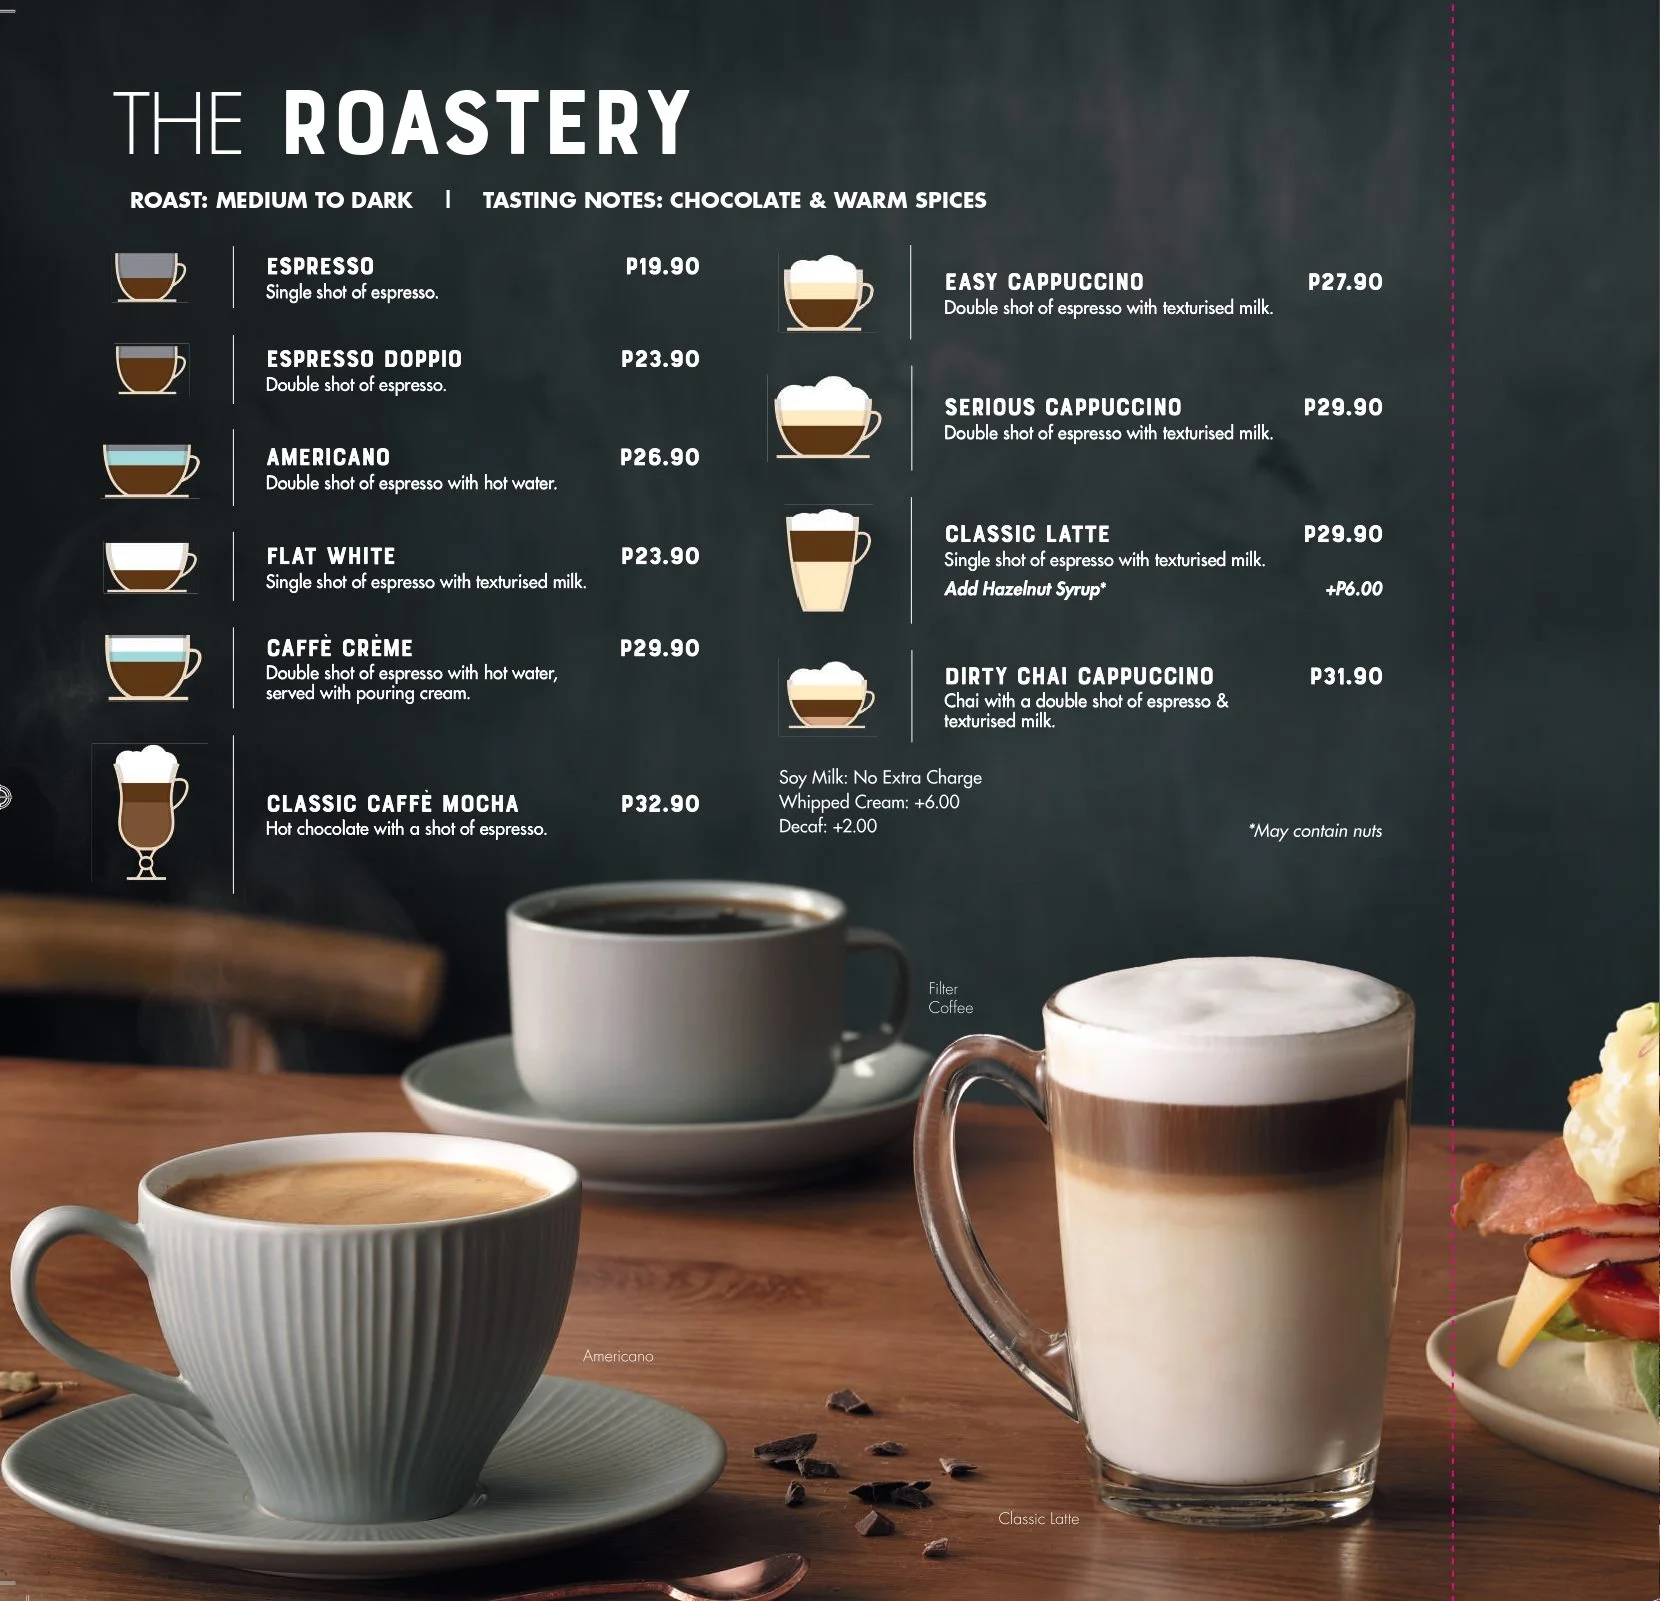 THE ROASTERY
ROAST: MEDIUM TO DARK | TASTING NOTES: CHOCOLATE & WARM SPICES
ESPRESSO P19.90
Single shot of espresso.
ESPRESSO DOPPIO P23.90
Double shot of espresso.
AMERICANO P26.90
Double shot of espresso with hot water.
FLAT WHITE P23.90
Single shot of espresso with texturised milk.
CAFFÈ CRÈME P29.90
Double shot of espresso with hot water,
served with pouring cream.
CLASSIC CAFFÈ MOCHA P32.90
Hot chocolate with a shot of espresso.
EASY CAPPUCCINO P27.90
Double shot of espresso with texturised milk.
SERIOUS CAPPUCCINO P29.90
Double shot of espresso with texturised milk.
CLASSIC LATTE P29.90
Single shot of espresso with texturised milk.
Add Hazelnut Syrup* +P6.00
DIRTY CHAI CAPPUCCINO P31.90
Chai with a double shot of espresso &
texturised milk.
Soy Milk: No Extra Charge
Whipped Cream: +6.00
Decaf: +2.00
*May contain nuts
Filter
Coffee
Americano
Classic Latte